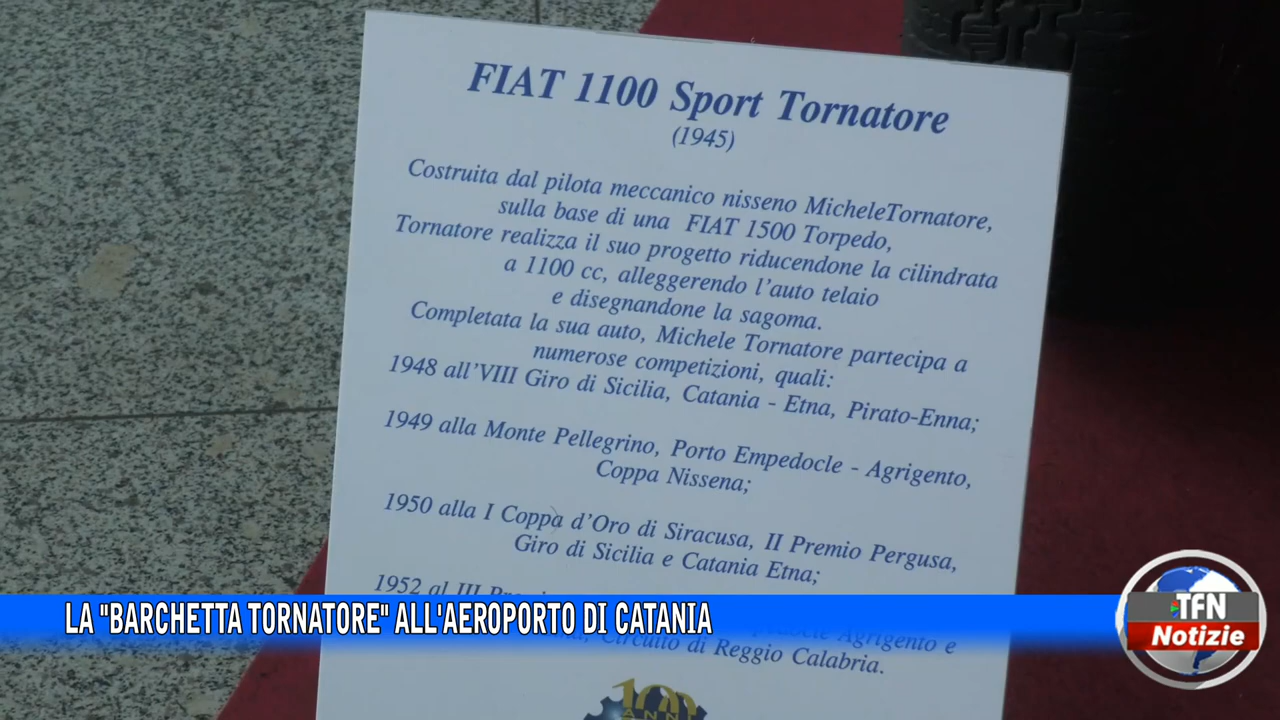 FIAT 1100 Sport Tornatore
(1945)
Costruita dal pilota meccanico nisseno MicheleTornatore,
sulla base di una FIAT 1500 Torpedo,
Tornatore realizza il suo progetto riducendone la cilindrata
a 1100 cc, alleggerendo l'auto telaio
e disegnandone la sagoma.
Completata la sua auto, Michele Tornatore partecipa a
numerose competizioni, quali:
1948 all'VIII Giro di Sicilia, Catania - Etna, Pirato-Enna;
1949 alla Monte Pellegrino, Porto Empedocle - Agrigento,
Coppa Nissena;
1950 alla I Coppa d'Oro di Siracusa, II Premio Pergusa,
Giro di Sicilia e Catania Etna;
1952 al III
Agrigento e
Circuito di Reggio Calabria.
100
ANNI
LA "BARCHETTA TORNATORE" ALL'AEROPORTO DI CATANIA
TFN
Notizie